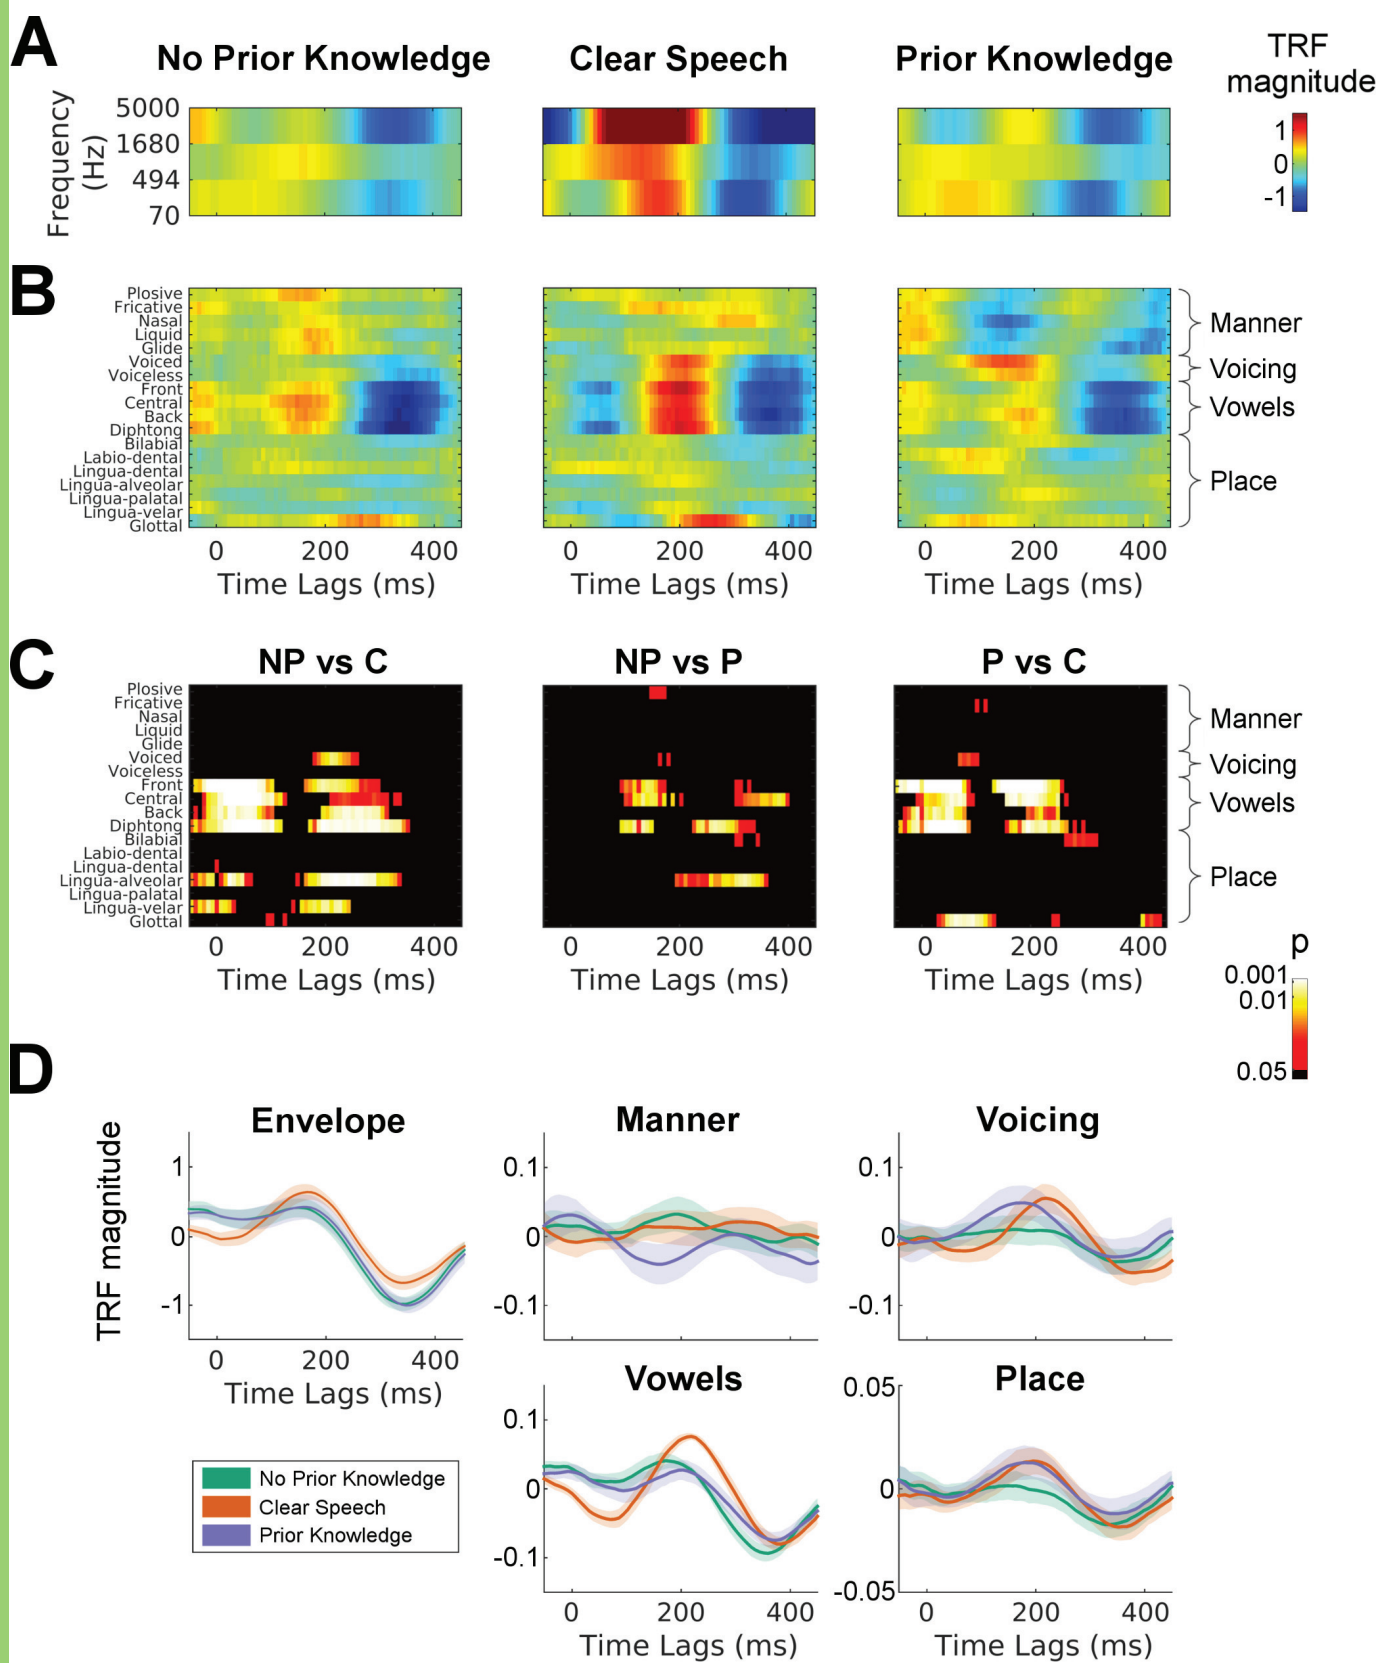 A
No Prior Knowledge
Clear Speech
Prior Knowledge
TRF
magnitude
Frequency
(Hz)
5000
1680
494
70
1
0
-1
B
Plosive
Fricative
Nasal
Liquid
Glide
Voiced
Voiceless
Front
Central
Back
Diphtong
Bilabial
Labio-dental
Lingua-dental
Lingua-alveolar
Lingua-palatal
Lingua-velar
Glottal
Manner
Voicing
Vowels
Place
0 200 400
0 200 400
0 200 400
Time Lags (ms)
Time Lags (ms)
Time Lags (ms)
C
NP vs C
NP vs P
P vs C
Plosive
Fricative
Nasal
Liquid
Glide
Voiced
Voiceless
Front
Central
Back
Diphtong
Bilabial
Labio-dental
Lingua-dental
Lingua-alveolar
Lingua-palatal
Lingua-velar
Glottal
Manner
Voicing
Vowels
Place
0 200 400
0 200 400
0 200 400
Time Lags (ms)
Time Lags (ms)
Time Lags (ms)
p
0.001
0.01
0.05
D
Envelope
Manner
Voicing
TRF magnitude
1
0
-1
0.1
0
-0.1
0.1
0
-0.1
0 200 400
Time Lags (ms)
Vowels
Place
0.1
0
-0.1
0.05
0
-0.05
0 200 400
0 200 400
Time Lags (ms)
Time Lags (ms)
No Prior Knowledge
Clear Speech
Prior Knowledge